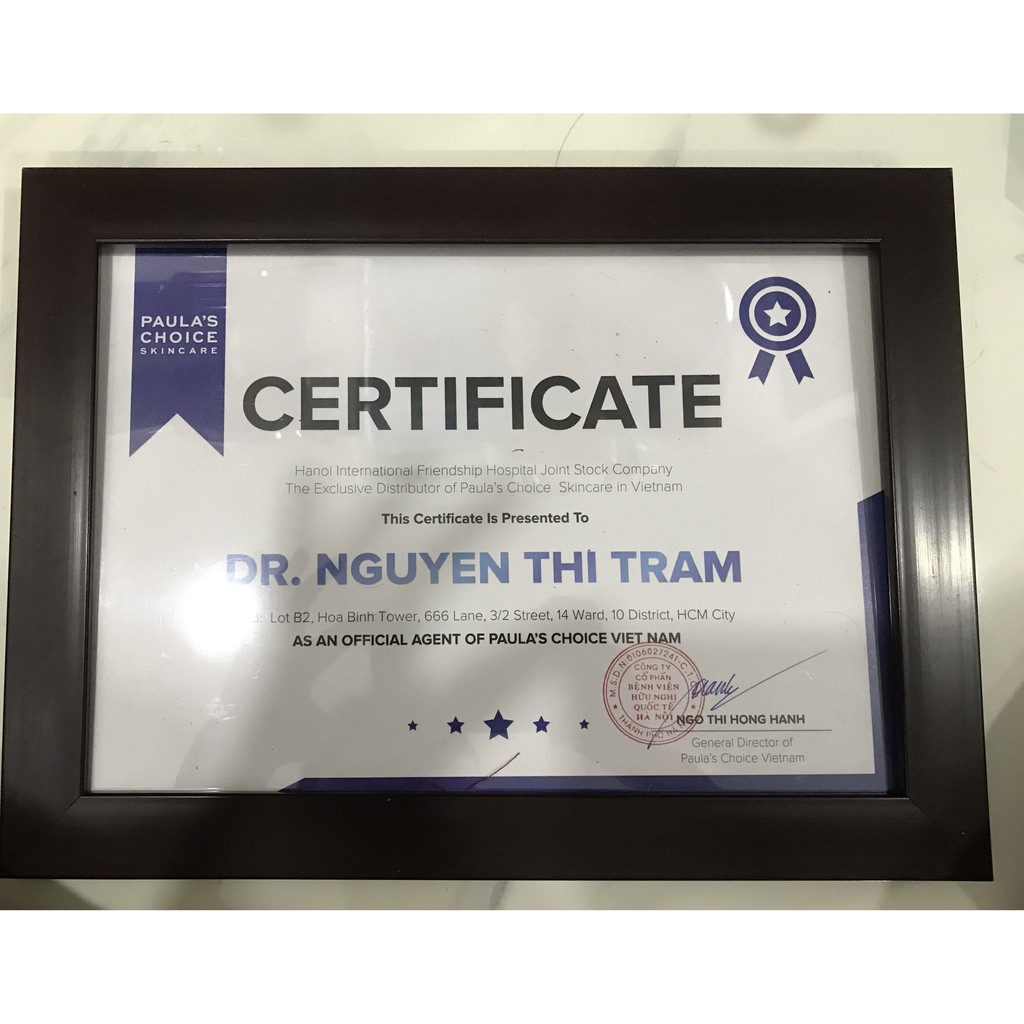 PAULA'S
CHOICE
SKINCARE
CERTIFICATE
Hanoi International Friendship Hospital Joint Stock Company
The Exclusive Distributor of Paula's Choice Skincare in Vietnam
This Certificate Is Presented To
DR. NGUYEN THI TRAM
Lot B2, Hoa Binh Tower, 666 Lane, 3/2 Street, 14 Ward, 10 District, HCM City
AS AN OFFICIAL AGENT OF PAULA'S CHOICE VIET NAM
M.S.D.N:0106027241-C.T.
CÔNG TY
CỔ PHẦN
BỆNH VIỆN
HỮU NGHỊ
QUỐC TẾ
HÀ NỘI
THÀNH PHỐ
NGO THI HONG HANH
General Director of
Paula's Choice Vietnam